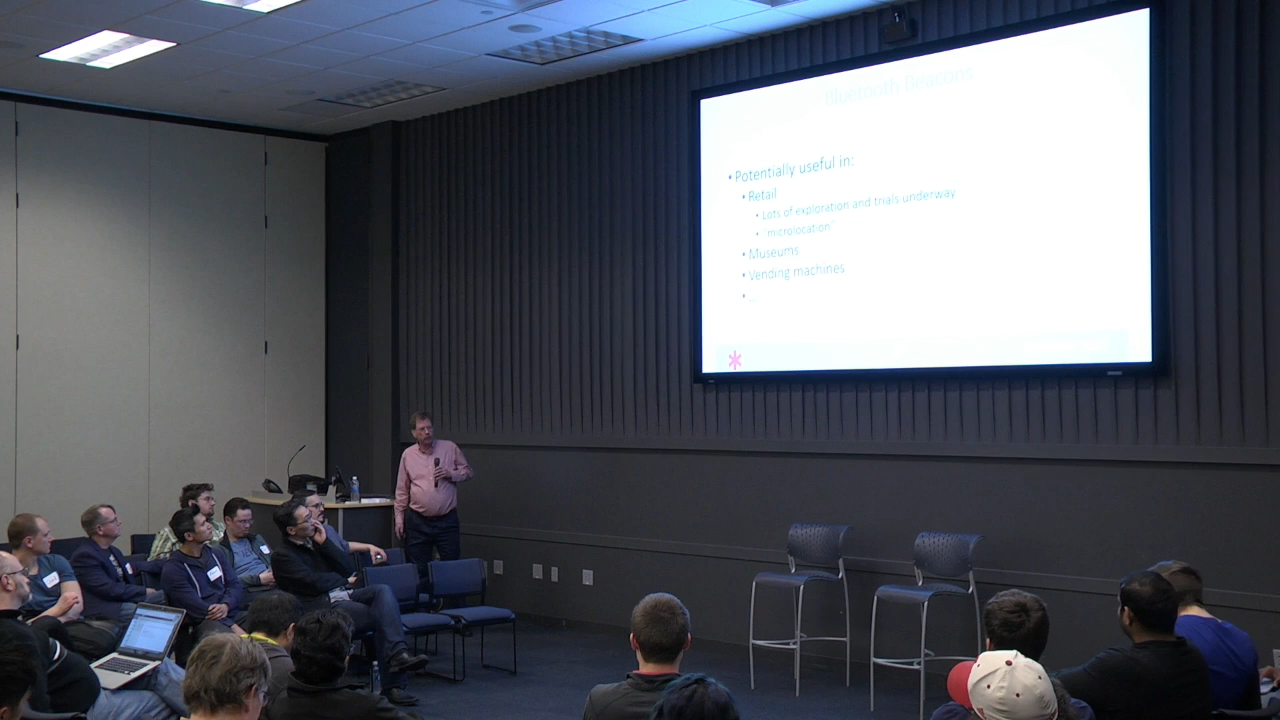 Bluetooth Beacons
• Potentially useful in:
• Retail
• Lots of exploration and trials underway
• "microlocation"
• Museums
• Vending machines
• ...